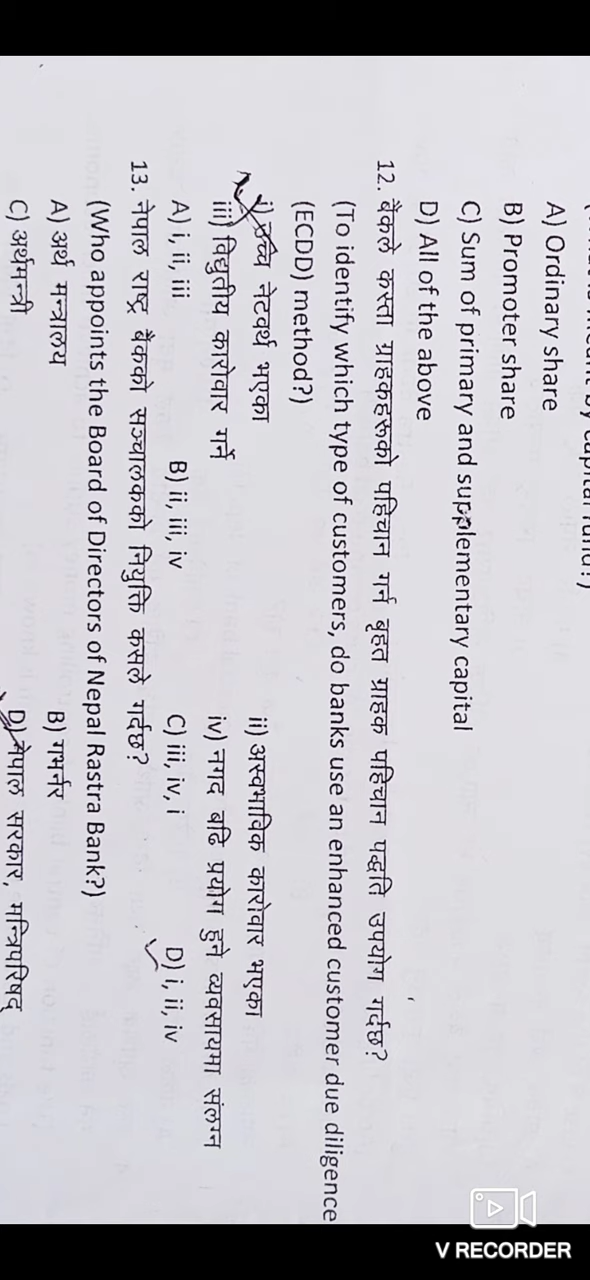 A) Ordinary share
B) Promoter share
C) Sum of primary and supplementary capital
D) All of the above
12. बैंकले कस्ता ग्राहकहरूको पहिचान गर्न बृहत ग्राहक पहिचान पद्धति उपयोग गर्दछ?
(To identify which type of customers, do banks use an enhanced customer due diligence
(ECDD) method?)
i) उच्च नेटवर्थ भएका ii) अस्वभाविक कारोवार भएका
iii) विद्युतीय कारोवार गर्ने iv) नगद बढि प्रयोग हुने व्यवसायमा संलग्न
A) i, ii, iii B) ii, iii, iv C) iii, iv, i D) i, ii, iv
13. नेपाल राष्ट्र बैंकको सञ्चालकको नियुक्ति कसले गर्दछ?
(Who appoints the Board of Directors of Nepal Rastra Bank?)
A) अर्थ मन्त्रालय B) गभर्नर
C) अर्थमन्त्री D) नेपाल सरकार, मन्त्रिपरिषद्
V RECORDER